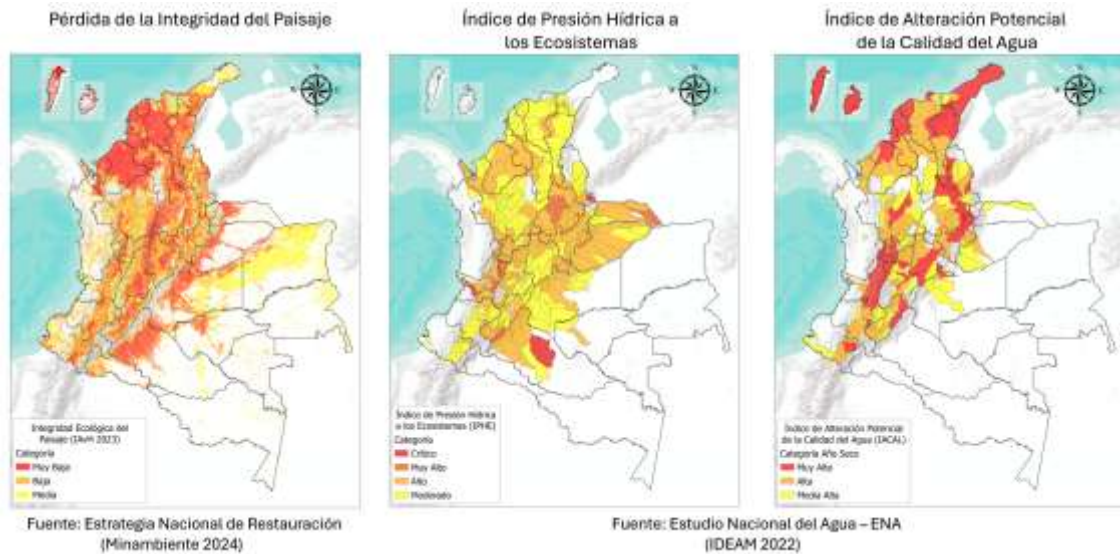 Pérdida de la Integridad del Paisaje
Índice de Presión Hídrica a
los Ecosistemas
Índice de Alteración Potencial
de la Calidad del Agua
Integridad Ecológica del
Paisaje (IAvH 2023)
Categoría
Muy Baja
Baja
Media
Índice de Presión Hídrica
a los Ecosistemas (IPHE)
Categoría
Crítico
Muy Alto
Alto
Moderado
Índice de Alteración Potencial
de la Calidad del Agua (IACAL)
Categoría Año Seco
Muy Alta
Alta
Media Alta
Fuente: Estrategia Nacional de Restauración
(Minambiente 2024)
Fuente: Estudio Nacional del Agua – ENA
(IDEAM 2022)